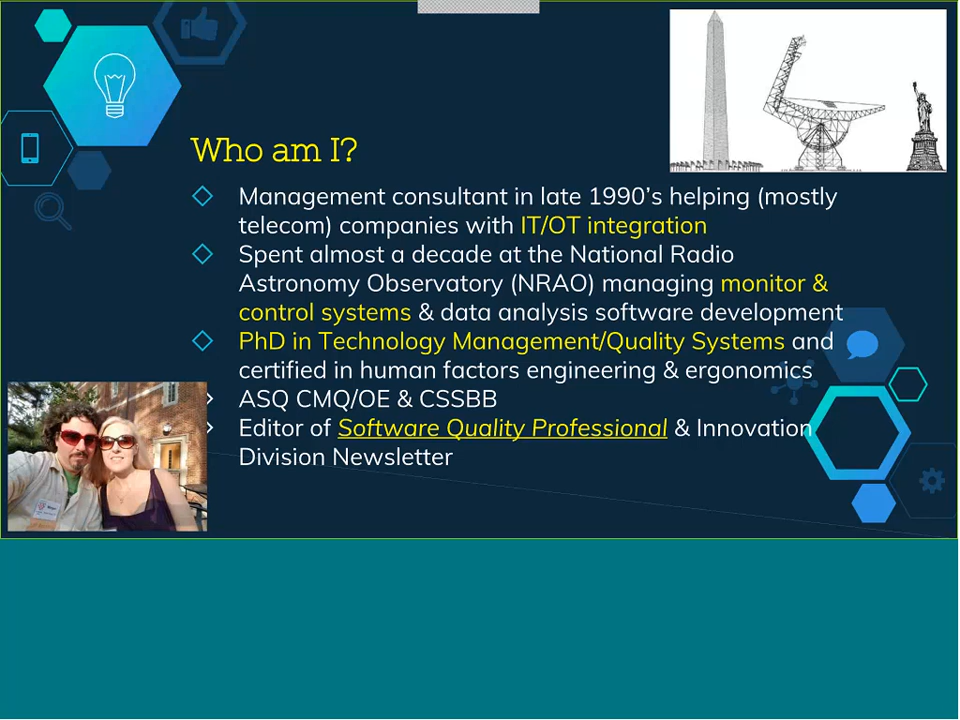 Who am I?
Management consultant in late 1990's helping (mostly
telecom) companies with IT/OT integration
Spent almost a decade at the National Radio
Astronomy Observatory (NRAO) managing monitor &
control systems & data analysis software development
PhD in Technology Management/Quality Systems and
certified in human factors engineering & ergonomics
ASQ CMQ/OE & CSSBB
Editor of Software Quality Professional & Innovation
Division Newsletter